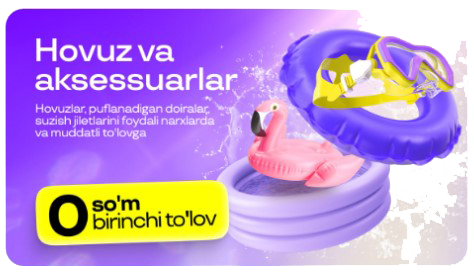 Hovuz va
aksessuarlar
Hovuzlar, puflanadigan doiralar,
suzish jiletlarini foydali narxlarda
va muddatli to'lovga
0 so'm
birinchi to'lov